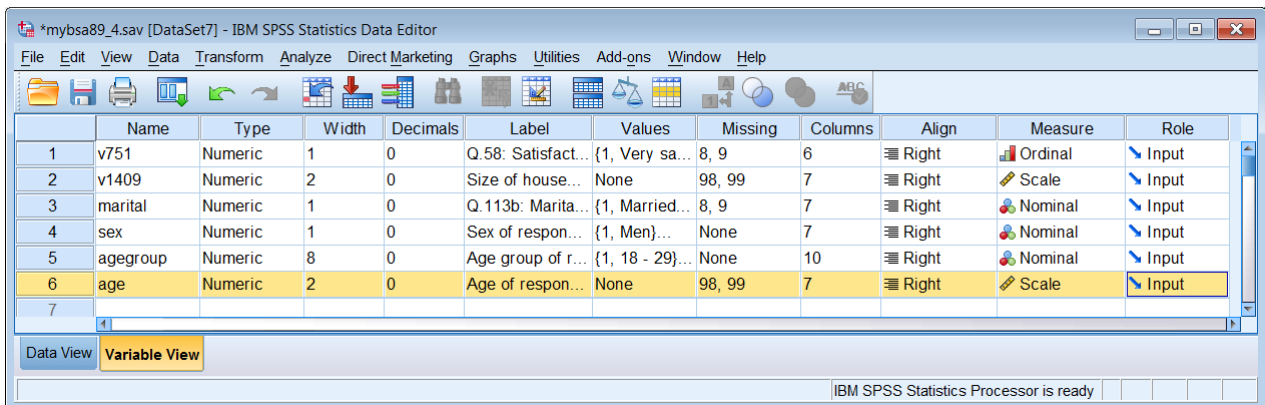 *mybsa89_4.sav [DataSet7] - IBM SPSS Statistics Data Editor
File Edit View Data Transform Analyze Direct Marketing Graphs Utilities Add-ons Window Help
Name Type Width Decimals Label Values Missing Columns Align Measure Role
1 v751 Numeric 1 0 Q.58: Satisfact... {1, Very sa... 8, 9 6 Right Ordinal Input
2 v1409 Numeric 2 0 Size of house... None 98, 99 7 Right Scale Input
3 marital Numeric 1 0 Q.113b: Marita... {1, Married... 8, 9 7 Right Nominal Input
4 sex Numeric 1 0 Sex of respon... {1, Men}... None 7 Right Nominal Input
5 agegroup Numeric 8 0 Age group of r... {1, 18 - 29}... None 10 Right Nominal Input
6 age Numeric 2 0 Age of respon... None 98, 99 7 Right Scale Input
7
Data View Variable View
IBM SPSS Statistics Processor is ready